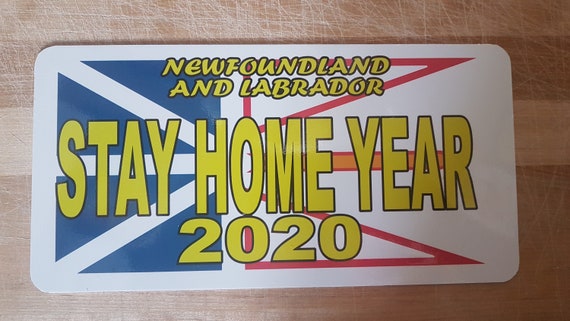 NEWFOUNDLAND
AND LABRADOR
STAY HOME YEAR
2020